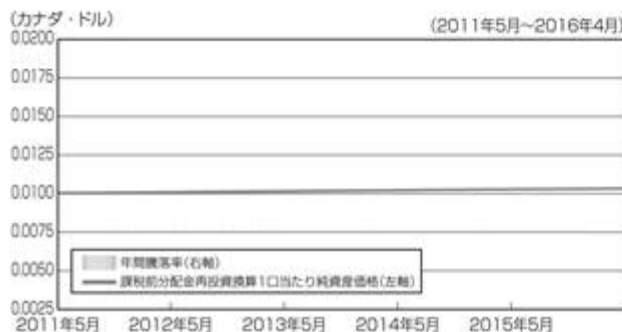 (カナダ・ドル)
(2011年5月～2016年4月)
0.0200
0.0175
0.0150
0.0125
0.0100
0.0075
0.0050
0.0025
年間騰落率(右軸)
課税前分配金再投資換算1口当たり純資産価格(左軸)
2011年5月 2012年5月 2013年5月 2014年5月 2015年5月